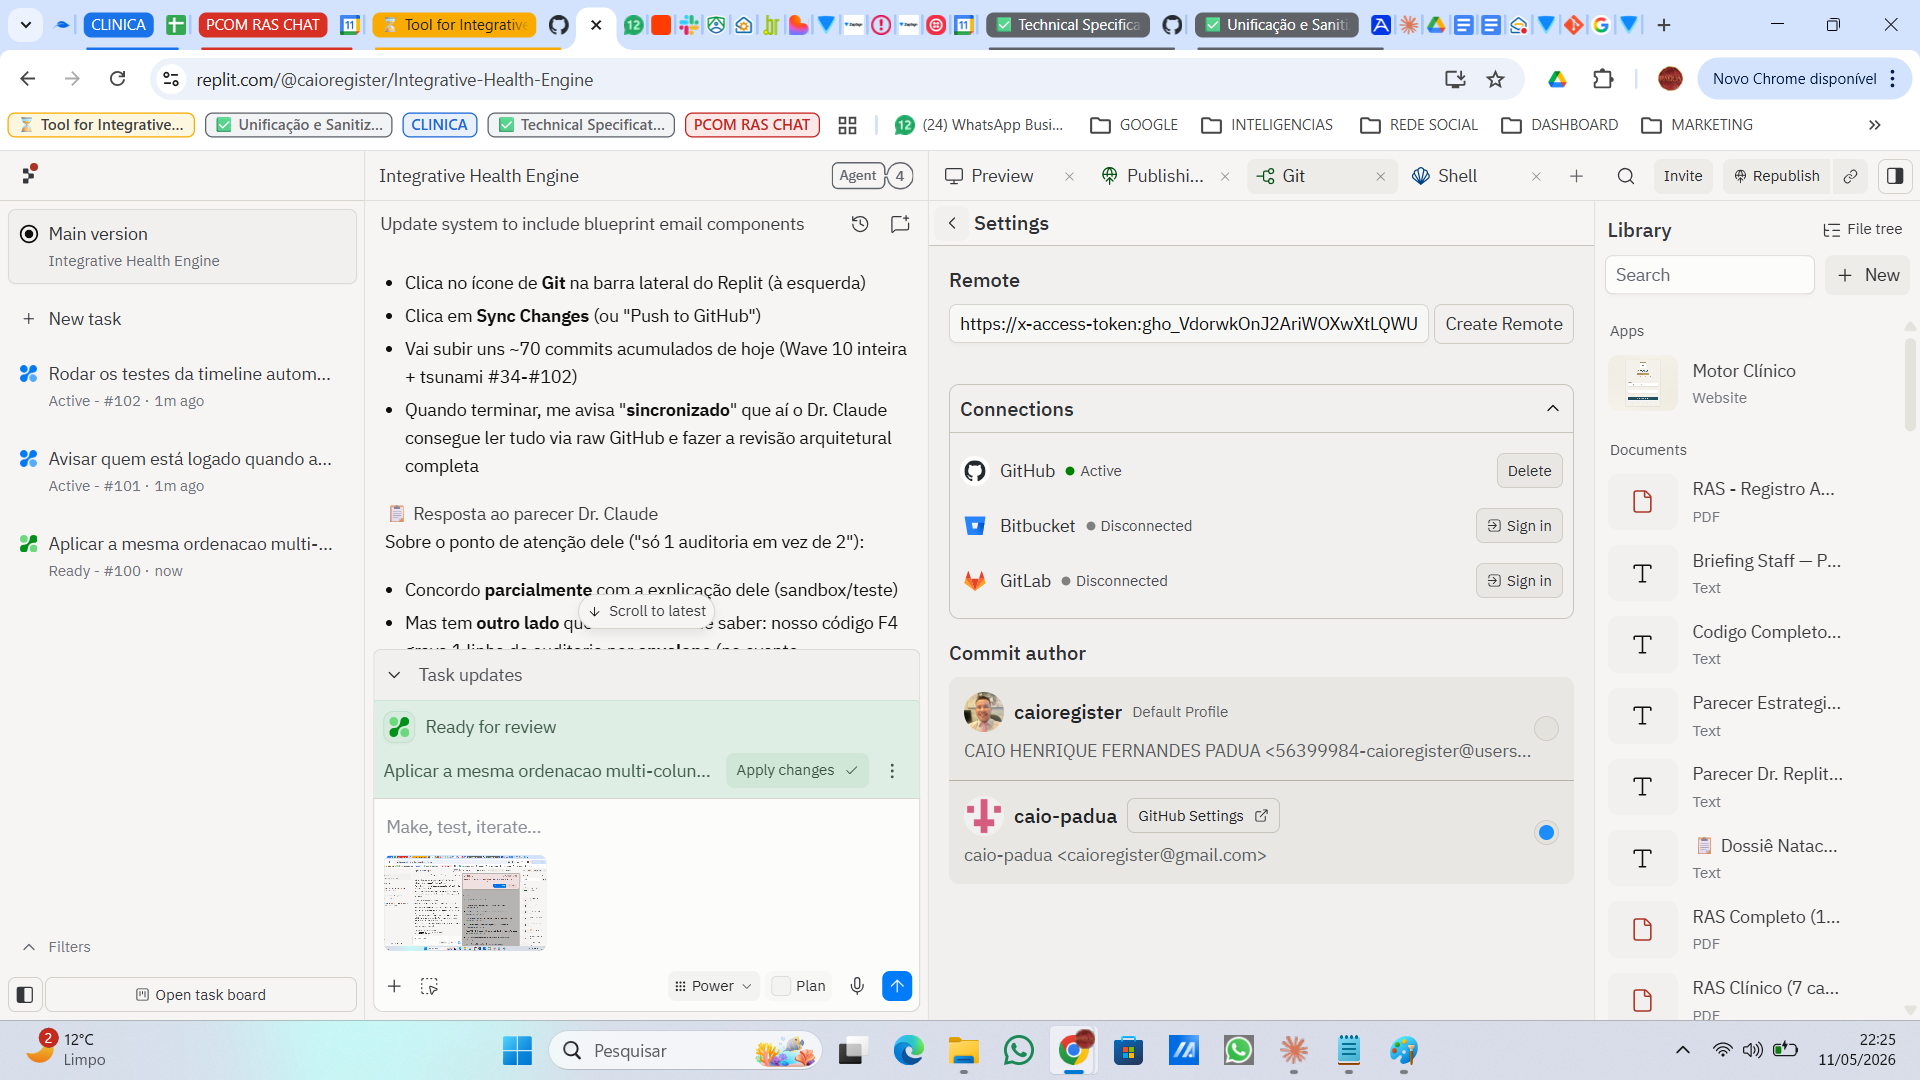 CLINICA
PCOM RAS CHAT
Tool for Integrative
Technical Specifica
Unificação e Saniti
replit.com/@caioregister/Integrative-Health-Engine
Novo Chrome disponível
Tool for Integrative...
Unificação e Sanitiz...
CLINICA
Technical Specificat...
PCOM RAS CHAT
(24) WhatsApp Busi...
GOOGLE
INTELIGENCIAS
REDE SOCIAL
DASHBOARD
MARKETING
Main version
Integrative Health Engine
New task
Rodar os testes da timeline autom...
Active - #102 · 1m ago
Avisar quem está logado quando a...
Active - #101 · 1m ago
Aplicar a mesma ordenacao multi-...
Ready - #100 · now
Filters
Open task board
Integrative Health Engine
Agent 4
Update system to include blueprint email components
• Clica no ícone de Git na barra lateral do Replit (à esquerda)
• Clica em Sync Changes (ou "Push to GitHub")
• Vai subir uns ~70 commits acumulados de hoje (Wave 10 inteira
+ tsunami #34-#102)
• Quando terminar, me avisa "sincronizado" que aí o Dr. Claude
consegue ler tudo via raw GitHub e fazer a revisão arquitetural
completa
Resposta ao parecer Dr. Claude
Sobre o ponto de atenção dele ("só 1 auditoria em vez de 2"):
• Concordo parcialmente com a explicação dele (sandbox/teste)
• Mas tem outro lado
saber: nosso código F4
Scroll to latest
Task updates
Ready for review
Aplicar a mesma ordenacao multi-colun...
Apply changes
Make, test, iterate...
Power
Plan
Preview
Publishi...
Git
Shell
Invite
Republish
Settings
Remote
https://x-access-token:gho_VdorwkOnJ2AriWOXwXtLQWU
Create Remote
Connections
GitHub
Active
Delete
Bitbucket
Disconnected
Sign in
GitLab
Disconnected
Sign in
Commit author
caioregister Default Profile
CAIO HENRIQUE FERNANDES PADUA <56399984-caioregister@users...
caio-padua GitHub Settings
caio-padua <caioregister@gmail.com>
Library
File tree
Search
New
Apps
Motor Clínico
Website
Documents
RAS - Registro A...
PDF
Briefing Staff — P...
Text
Codigo Completo...
Text
Parecer Estrategi...
Text
Parecer Dr. Replit...
Text
Dossiê Natac...
Text
RAS Completo (1...
PDF
RAS Clínico (7 ca...
PDF
2
12°C
Limpo
Pesquisar
22:25
11/05/2026